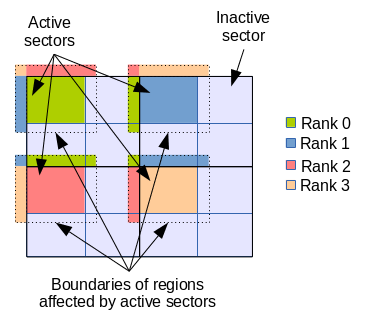 Active
sectors
Inactive
sector
Rank 0
Rank 1
Rank 2
Rank 3
Boundaries of regions
affected by active sectors